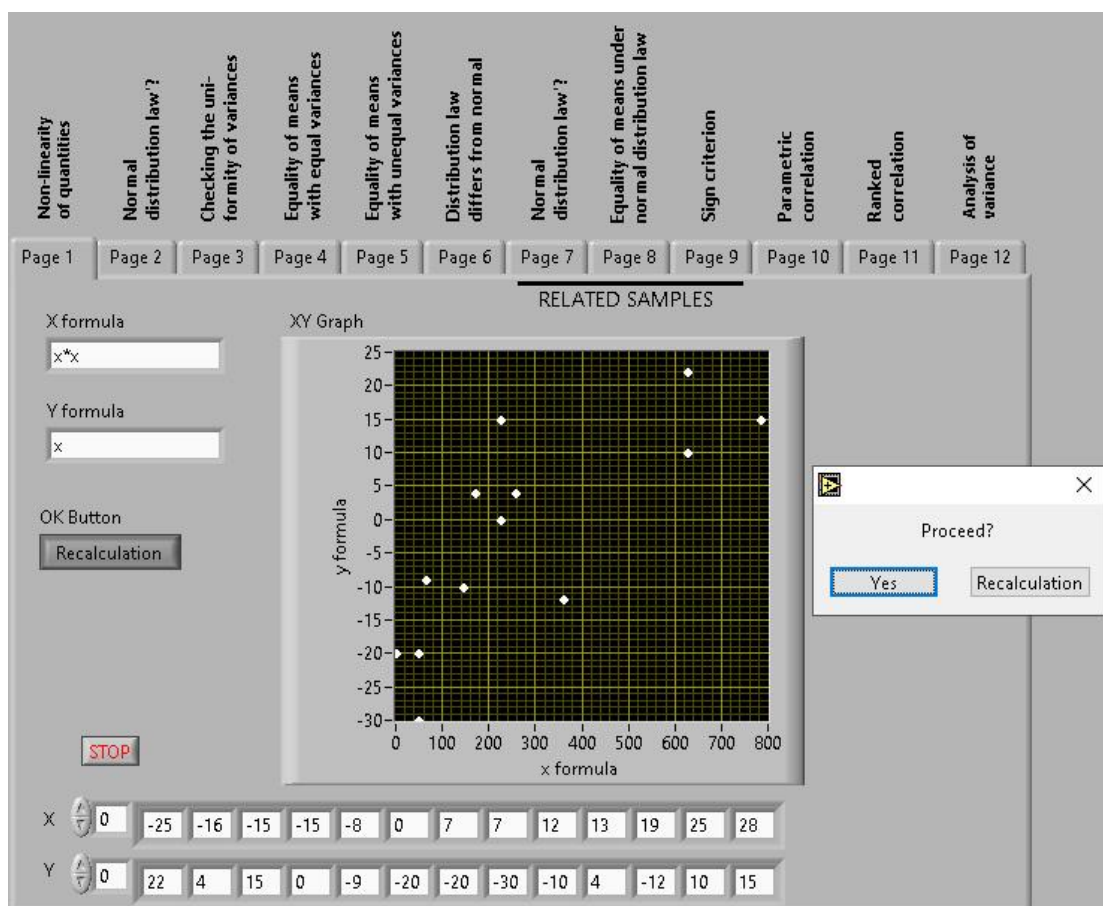 Non-linearity
of quantities
Normal
distribution law'?
Checking the uni-
formity of variances
Equality of means
with equal variances
Equality of means
with unequal variances
Distribution law
differs from normal
Normal
distribution law'?
Equality of means under
normal distribution law
Sign criterion
Parametric
correlation
Ranked
correlation
Analysis of
variance
Page 1 Page 2 Page 3 Page 4 Page 5 Page 6 Page 7 Page 8 Page 9 Page 10 Page 11 Page 12
RELATED SAMPLES
X formula
x*x
Y formula
x
OK Button
Recalculation
STOP
XY Graph
y formula
25
20
15
10
5
0
-5
-10
-15
-20
-25
-30
0 100 200 300 400 500 600 700 800
x formula
Proceed?
Yes Recalculation
X 0 -25 -16 -15 -15 -8 0 7 7 12 13 19 25 28
Y 0 22 4 15 0 -9 -20 -20 -30 -10 4 -12 10 15